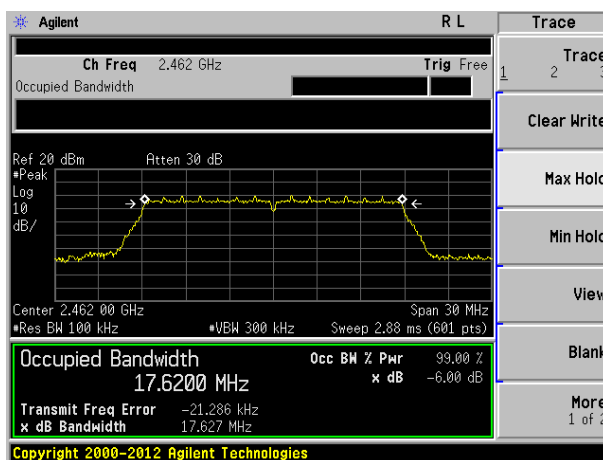 Agilent R L Trace
Ch Freq 2.462 GHz Trig Free
Occupied Bandwidth
Trace
1 2 3
Clear Write
Max Hold
Min Hold
View
Blank
More
1 of 2
Ref 20 dBm Atten 30 dB
#Peak
Log
10
dB/
Center 2.462 00 GHz Span 30 MHz
#Res BW 100 kHz #VBW 300 kHz Sweep 2.88 ms (601 pts)
Occupied Bandwidth Occ BW % Pwr 99.00 %
17.6200 MHz x dB -6.00 dB
Transmit Freq Error -21.286 kHz
x dB Bandwidth 17.627 MHz
Copyright 2000-2012 Agilent Technologies